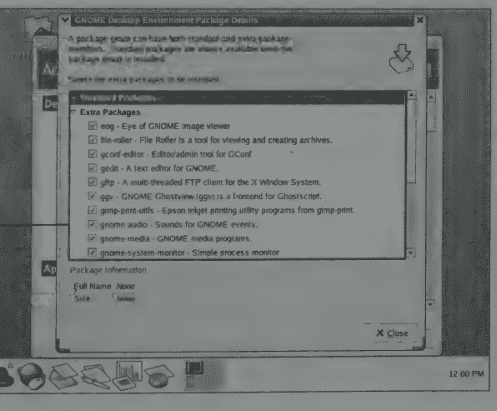 GNOME Desktop Environment Package Details
A package group can have both standard and extra package
members. Standard packages are always available when the
package group is installed.
Select the extra packages to be installed
Standard Packages
Extra Packages
eog - Eye of GNOME image viewer
file-roller - File Roller is a tool for viewing and creating archives.
gconf-editor - Editor/admin tool for GConf
gedit - A text editor for GNOME.
gftp - A multi-threaded FTP client for the X Window System.
ggv - GNOME Ghostview (ggv) is a frontend for Ghostscript.
gimp-print-utils - Epson inkjet printing utility programs from gimp-print.
gnome audio - Sounds for GNOME events.
gnome-media - GNOME media programs.
gnome-system-monitor - Simple process monitor
Package Information
Full Name None
Size None
Close
12:00 PM